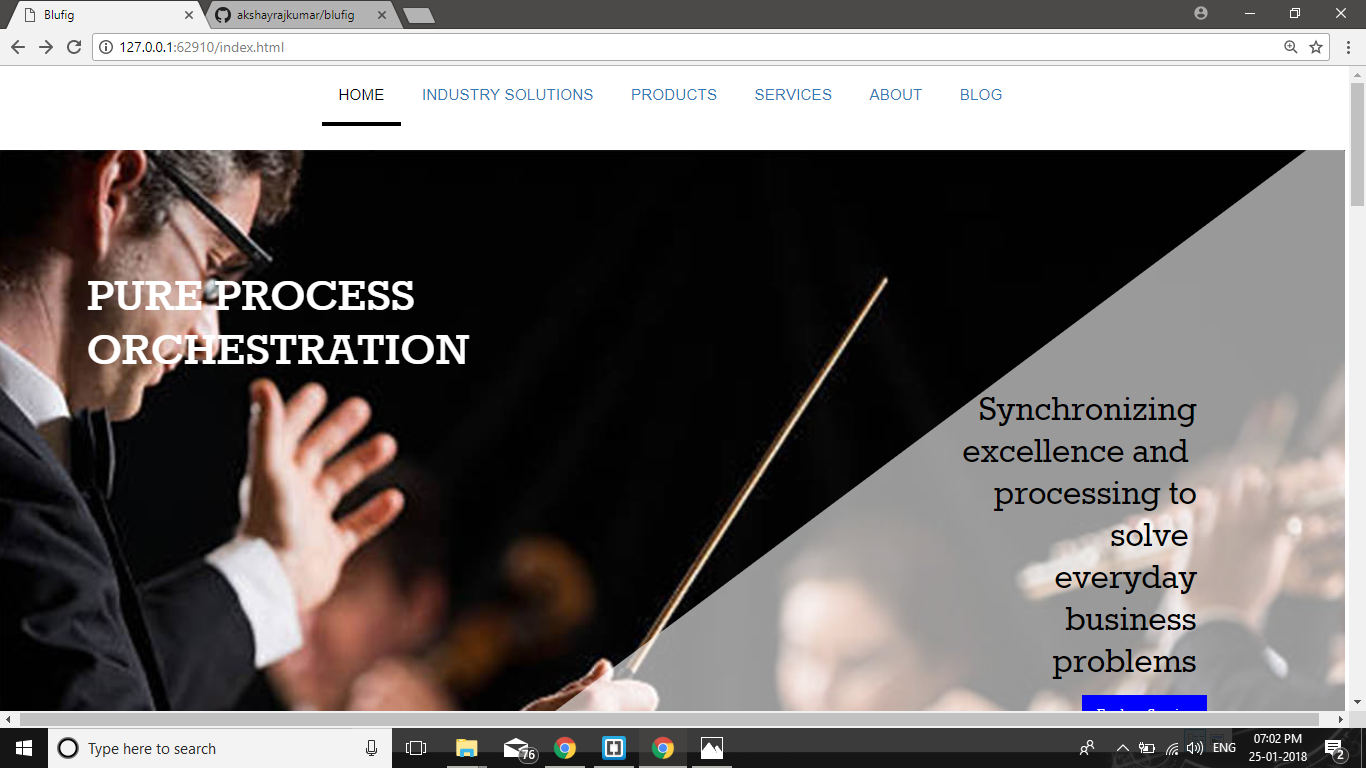 Blufig
akshayrajkumar/blufig
127.0.0.1:62910/index.html
HOME INDUSTRY SOLUTIONS PRODUCTS SERVICES ABOUT BLOG
PURE PROCESS
ORCHESTRATION
Synchronizing
excellence and
processing to
solve
everyday
business
problems
Type here to search
76
ENG
07:02 PM
25-01-2018
2